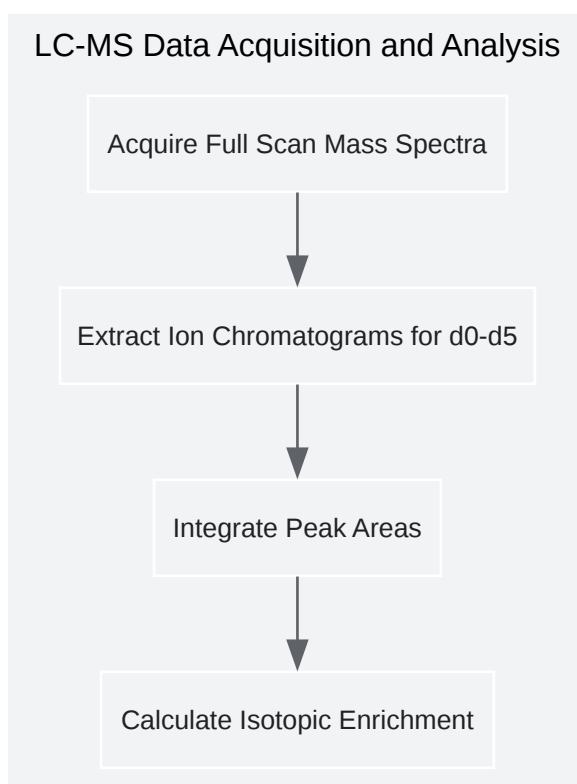 LC-MS Data Acquisition and Analysis
Acquire Full Scan Mass Spectra
Extract Ion Chromatograms for d0-d5
Integrate Peak Areas
Calculate Isotopic Enrichment